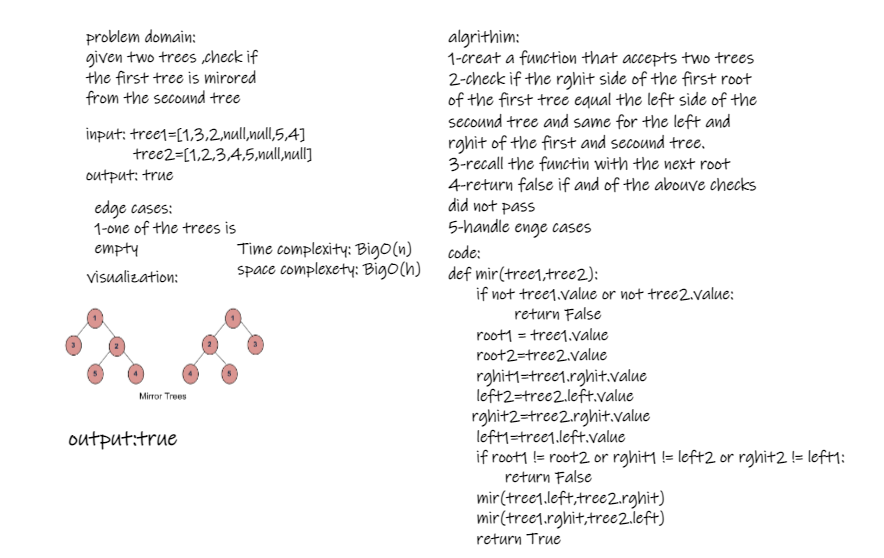 problem domain:
given two trees ,check if
the first tree is mirored
from the secound tree
input: tree1=[1,3,2,null,null,5,4]
tree2=[1,2,3,4,5,null,null]
output: true
edge cases:
1-one of the trees is
empty
Time complexity: BigO(n)
space complexety: BigO(h)
visualization:
1
3
2
5
4
1
2
3
4
5
Mirror Trees
output:true
algrithim:
1-creat a function that accepts two trees
2-check if the rghit side of the first root
of the first tree equal the left side of the
secound tree and same for the left and
rghit of the first and secound tree.
3-recall the functin with the next root
4-return false if and of the abouve checks
did not pass
5-handle enge cases
code:
def mir(tree1,tree2):
if not tree1.value or not tree2.value:
return False
root1 = tree1.value
root2=tree2.value
rghit1=tree1.rghit.value
left2=tree2.left.value
rghit2=tree2.rghit.value
left1=tree1.left.value
if root1 != root2 or rghit1 != left2 or rghit2 != left1:
return False
mir(tree1.left,tree2.rghit)
mir(tree1.rghit,tree2.left)
return True